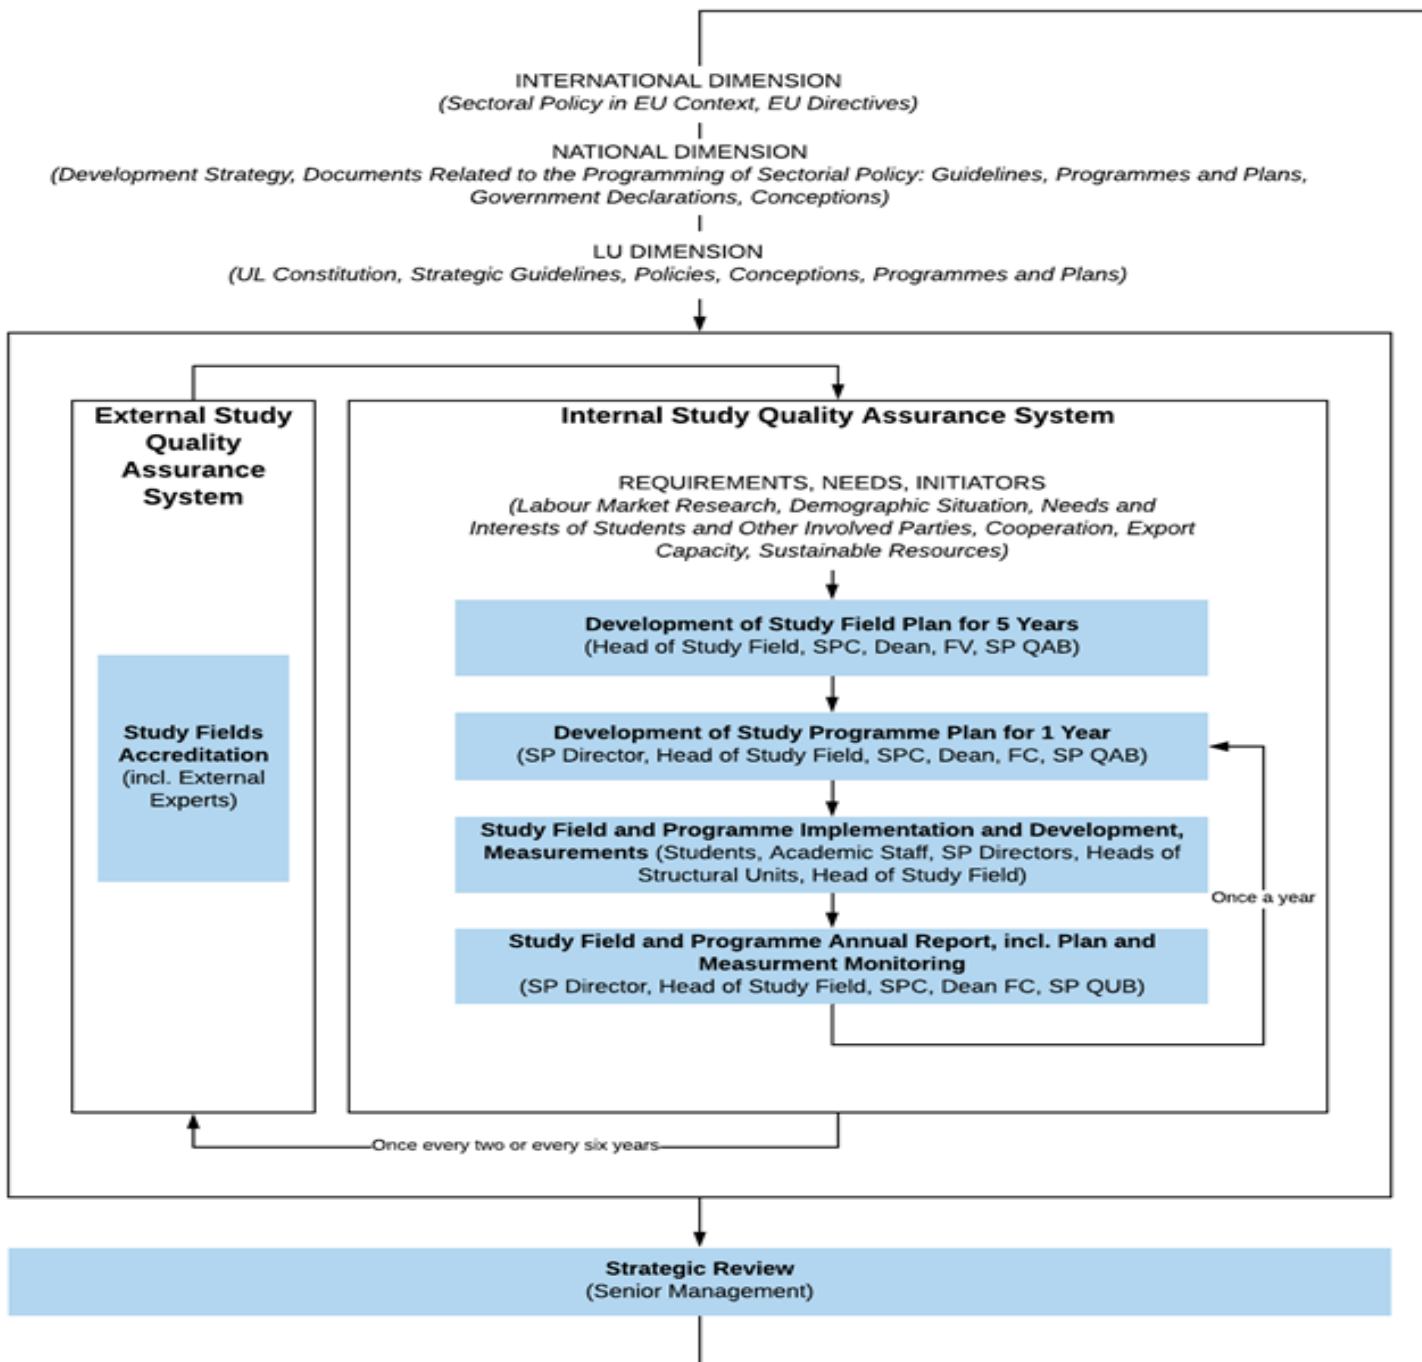 INTERNATIONAL DIMENSION
(Sectoral Policy in EU Context, EU Directives)
NATIONAL DIMENSION
(Development Strategy, Documents Related to the Programming of Sectorial Policy: Guidelines, Programmes and Plans,
Government Declarations, Conceptions)
LU DIMENSION
(UL Constitution, Strategic Guidelines, Policies, Conceptions, Programmes and Plans)
External Study
Quality
Assurance
System
Study Fields
Accreditation
(incl. External
Experts)
Internal Study Quality Assurance System
REQUIREMENTS, NEEDS, INITIATORS
(Labour Market Research, Demographic Situation, Needs and
Interests of Students and Other Involved Parties, Cooperation, Export
Capacity, Sustainable Resources)
Development of Study Field Plan for 5 Years
(Head of Study Field, SPC, Dean, FV, SP QAB)
Development of Study Programme Plan for 1 Year
(SP Director, Head of Study Field, SPC, Dean, FC, SP QAB)
Study Field and Programme Implementation and Development,
Measurements (Students, Academic Staff, SP Directors, Heads of
Structural Units, Head of Study Field)
Once a year
Study Field and Programme Annual Report, incl. Plan and
Measurment Monitoring
(SP Director, Head of Study Field, SPC, Dean FC, SP QUB)
Once every two or every six years
Strategic Review
(Senior Management)